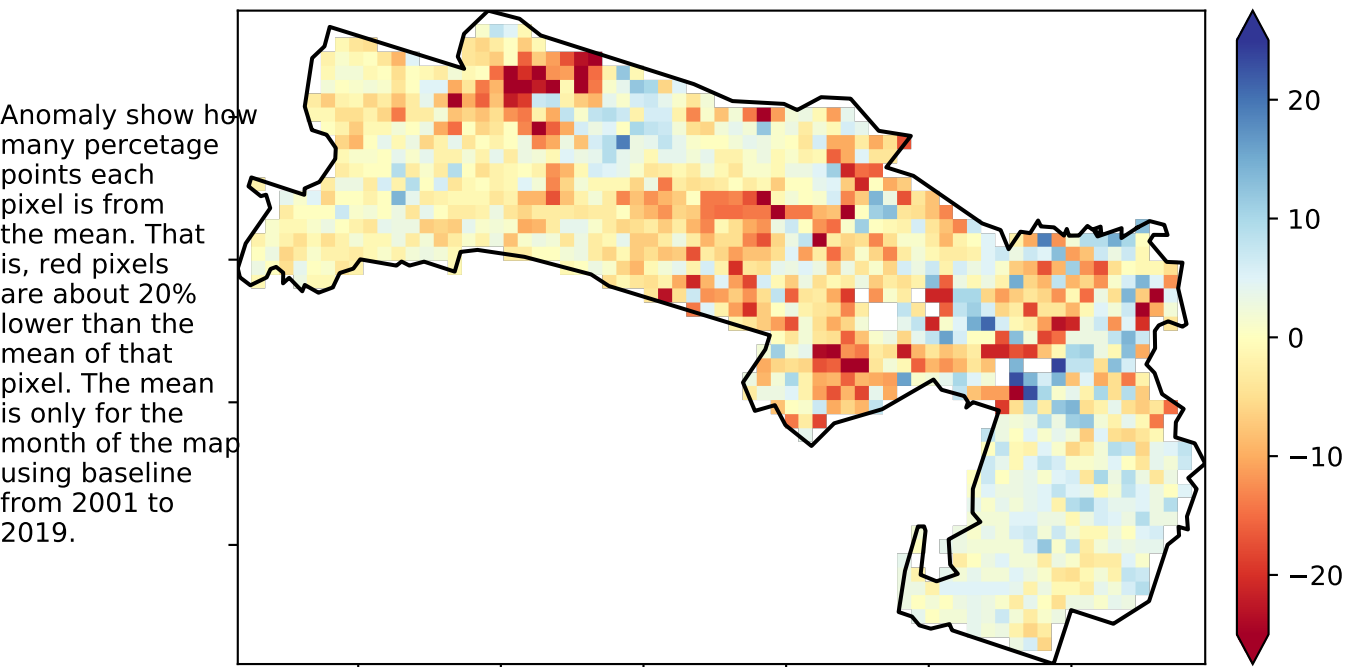 Anomaly show how
many percetage
points each
pixel is from
the mean. That
is, red pixels
are about 20%
lower than the
mean of that
pixel. The mean
is only for the
month of the map
using baseline
from 2001 to
2019.
20
10
0
−10
−20